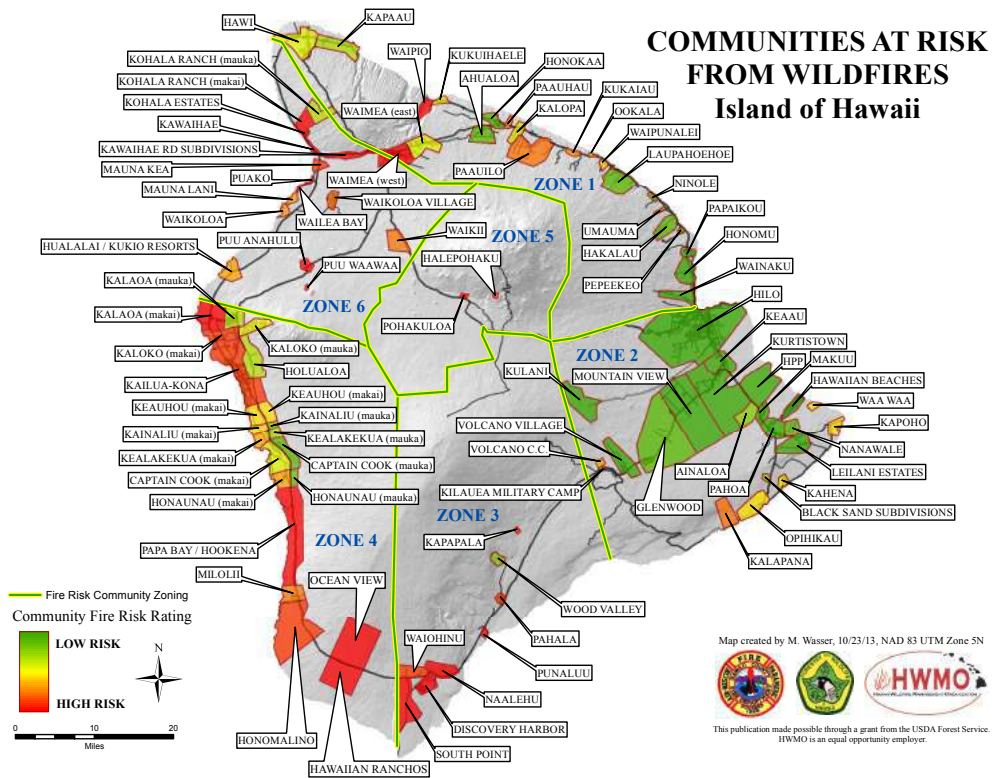 COMMUNITIES AT RISK
FROM WILDFIRES
Island of Hawaii
HAWI
KAPAAU
KOHALA RANCH (mauka)
KOHALA RANCH (makai)
KOHALA ESTATES
KAWAIHAE
KAWAIHAE RD SUBDIVISIONS
MAUNA KEA
PUAKO
MAUNA LANI
WAIKOLOA
WAILEA BAY
HUALALAI / KUKIO RESORTS
PUU ANAHULU
WAIPIO
KUKUIHAELE
WAIMEA (east)
AHUALOA
HONOKAA
PAAUHAU
KALOPA
KUKAIAU
OOKALA
WAIPUNALEI
LAUPAHOEHOE
PAAUILO
WAIMEA (west)
WAIKOLOA VILLAGE
ZONE 1
NINOLE
PAPAIKOU
UMAUMA
HONOMU
HAKALAU
PEPEEKEO
WAINAKU
WAIKII
ZONE 5
HALEPOHAKU
PUU WAAWAA
ZONE 6
POHAKULOA
KALAOA (mauka)
KALAOA (makai)
KALOKO (makai)
KALOKO (mauka)
HOLUALOA
KAILUA-KONA
KEAUHOU (makai)
KEAUHOU (makai)
KAINALIU (mauka)
KAINALIU (makai)
KEALAKEKUA (mauka)
KEALAKEKUA (makai)
CAPTAIN COOK (mauka)
CAPTAIN COOK (makai)
HONAUNAU (makai)
HONAUNAU (mauka)
HILO
KEAAU
KURTISTOWN
ZONE 2
HPP
MAKUU
MOUNTAIN VIEW
HAWAIIAN BEACHES
KULANI
WAA WAA
KAPOHO
VOLCANO VILLAGE
NANAWALE
VOLCANO C.C.
AINALOA
LEILANI ESTATES
KILAUEA MILITARY CAMP
PAHOA
KAHENA
GLENWOOD
BLACK SAND SUBDIVISIONS
OPIHIKAU
KALAPANA
ZONE 3
KAPAPALA
ZONE 4
PAPA BAY / HOOKENA
MILOLII
OCEAN VIEW
WOOD VALLEY
PAHALA
WAIOHINU
PUNALUU
NAALEHU
DISCOVERY HARBOR
SOUTH POINT
HONOMALINO
HAWAIIAN RANCHOS
Fire Risk Community Zoning
Community Fire Risk Rating
LOW RISK
HIGH RISK
N
0 10 20
Miles
Map created by M. Wasser, 10/23/13, NAD 83 UTM Zone 5N
FIRE
HWMO
HAWAII WILDFIRE MANAGEMENT ORGANIZATION
This publication made possible through a grant from the USDA Forest Service.
HWMO is an equal opportunity employer.